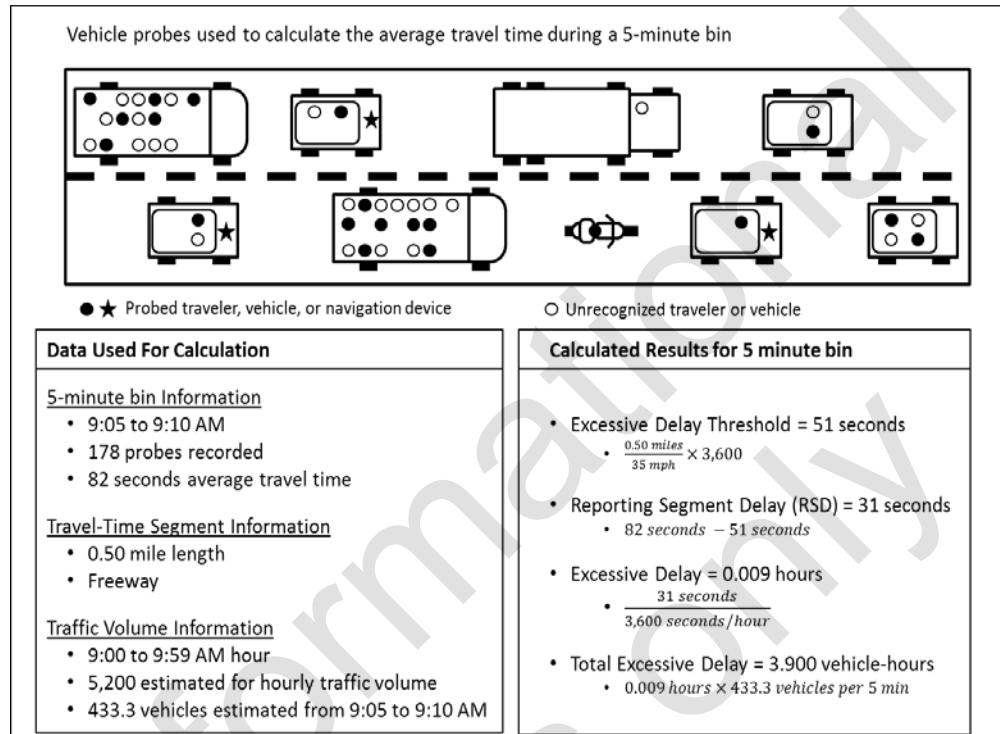 Vehicle probes used to calculate the average travel time during a 5-minute bin
● ★ Probed traveler, vehicle, or navigation device
○ Unrecognized traveler or vehicle
Data Used For Calculation
5-minute bin Information
• 9:05 to 9:10 AM
• 178 probes recorded
• 82 seconds average travel time
Travel-Time Segment Information
• 0.50 mile length
• Freeway
Traffic Volume Information
• 9:00 to 9:59 AM hour
• 5,200 estimated for hourly traffic volume
• 433.3 vehicles estimated from 9:05 to 9:10 AM
Calculated Results for 5 minute bin
• Excessive Delay Threshold = 51 seconds
• 0.50 miles
35 mph
× 3,600
• Reporting Segment Delay (RSD) = 31 seconds
• 82 seconds − 51 seconds
• Excessive Delay = 0.009 hours
• 31 seconds
3,600 seconds/hour
• Total Excessive Delay = 3.900 vehicle-hours
• 0.009 hours × 433.3 vehicles per 5 min